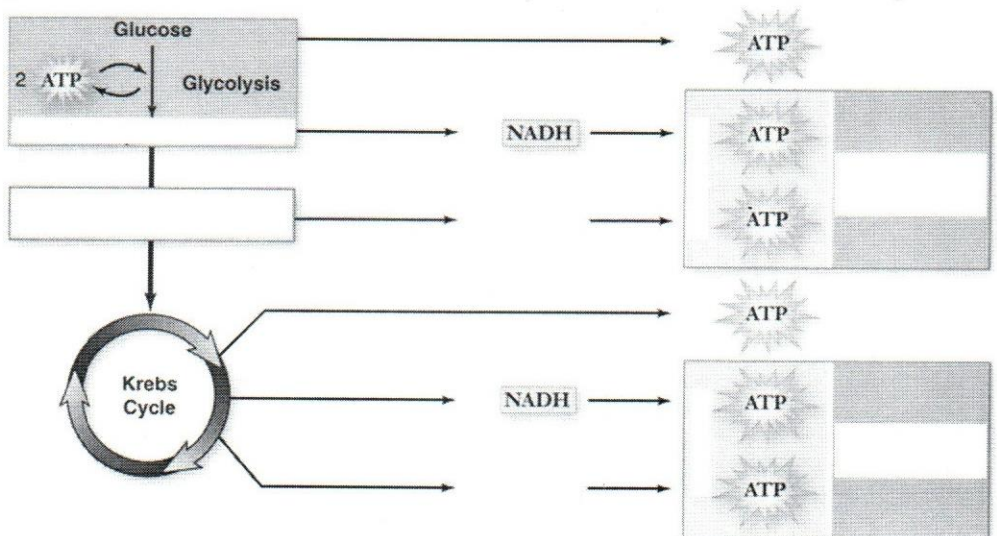 Glucose
ATP
2 ATP
Glycolysis
NADH
ATP
ATP
ATP
Krebs
Cycle
NADH
ATP
ATP